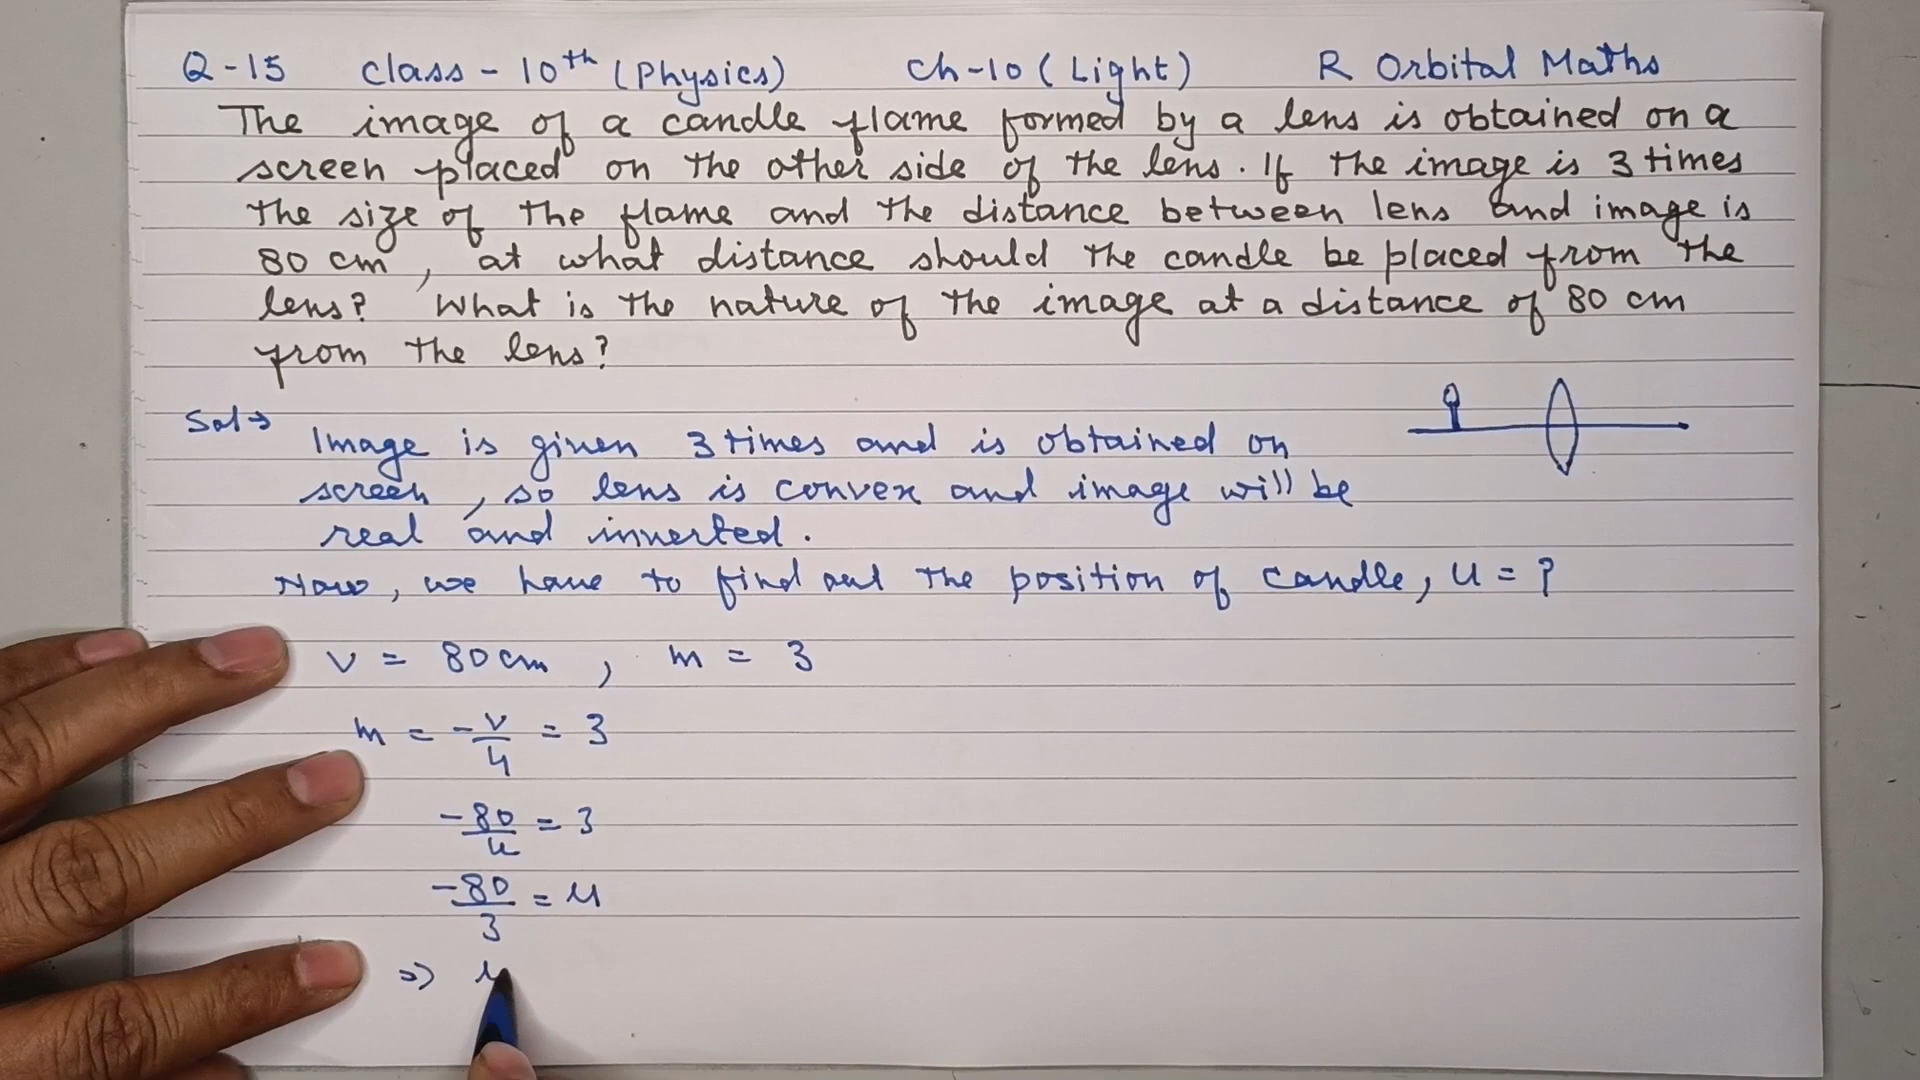 Q-15 Class-10th (Physics) Ch-10 (Light) R Orbital Maths
The image of a candle flame formed by a lens is obtained on a
screen placed on the other side of the lens. If the image is 3 times
the size of the flame and the distance between lens and image is
80 cm, at what distance should the candle be placed from the
lens? What is the nature of the image at a distance of 80 cm
from the lens?
Sol→
Image is given 3 times and is obtained on
screen, so lens is convex and image will be
real and inverted.
Now, we have to find out the position of candle, u = ?
v = 80 cm, m = 3
m = -v/u = 3
-80/u = 3
-80/3 = u
⇒ u